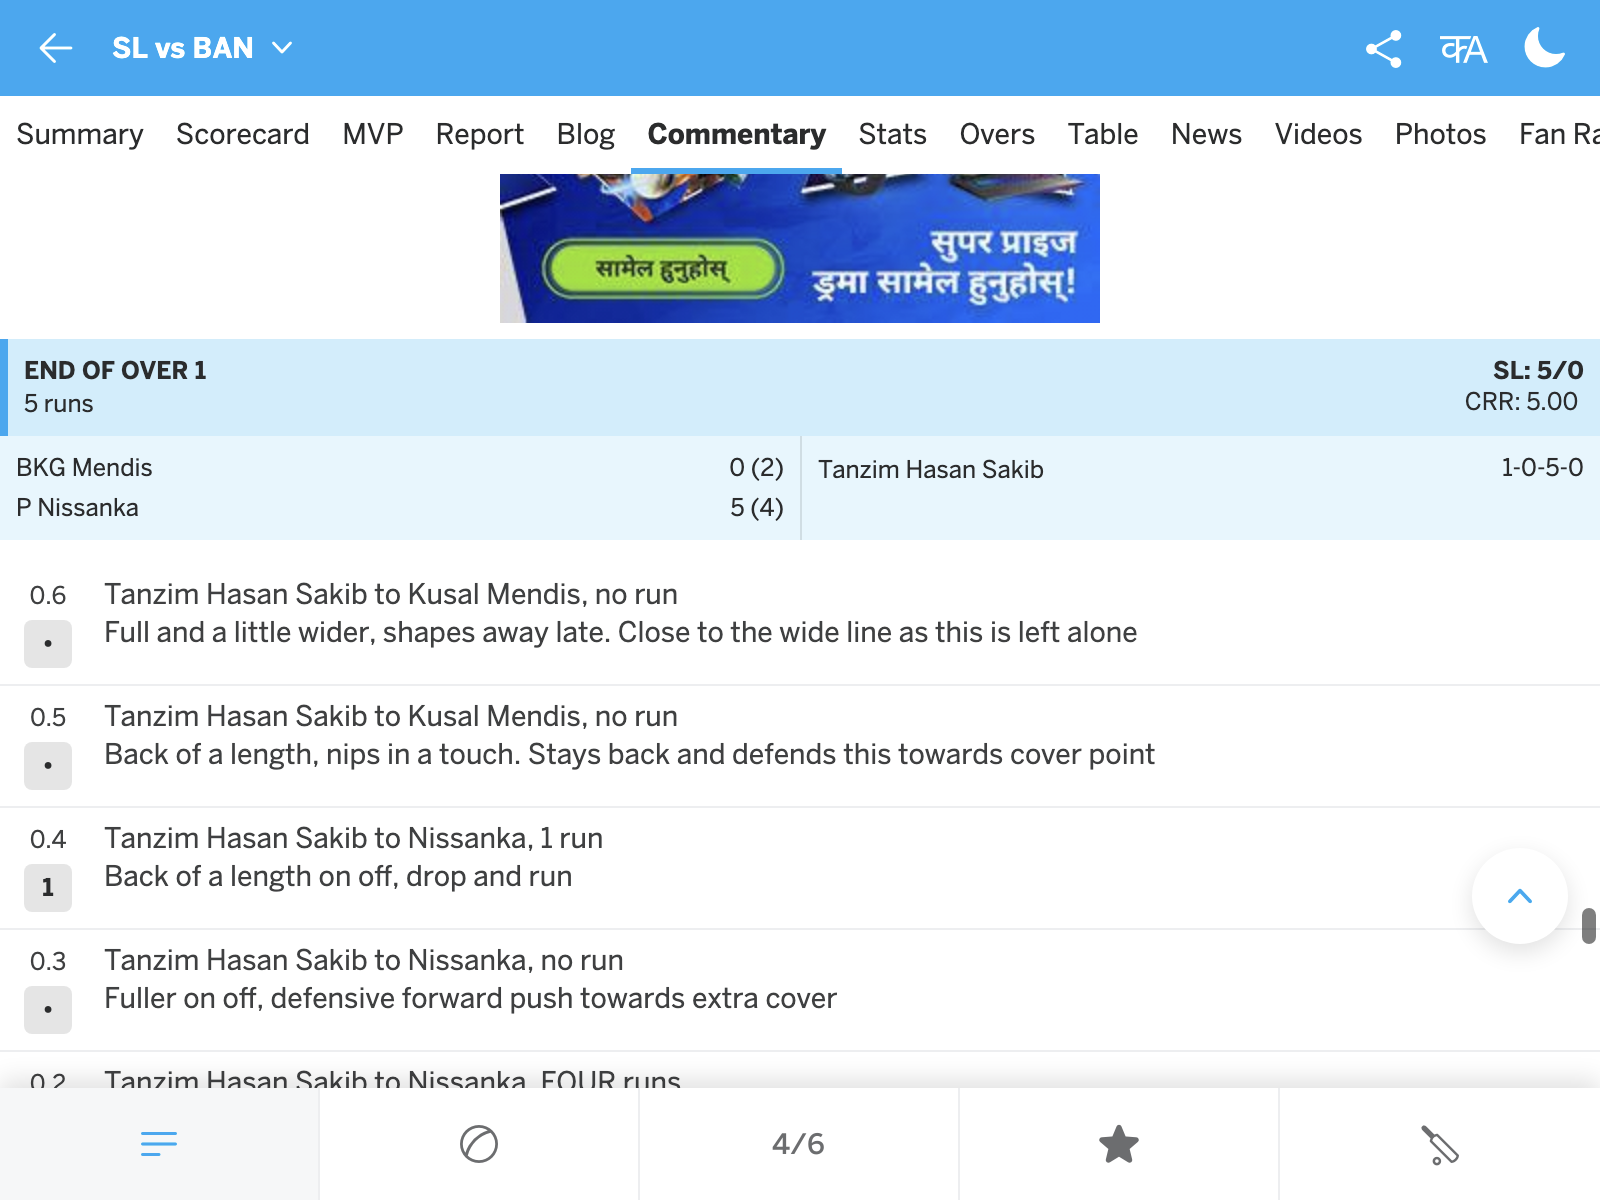 SL vs BAN
कA
Summary Scorecard MVP Report Blog Commentary Stats Overs Table News Videos Photos Fan Ra
सामेल हुनुहोस्
सुपर प्राइज
ड्रमा सामेल हुनुहोस्!
END OF OVER 1
5 runs
SL: 5/0
CRR: 5.00
BKG Mendis 0 (2)
P Nissanka 5 (4)
Tanzim Hasan Sakib 1-0-5-0
0.6 Tanzim Hasan Sakib to Kusal Mendis, no run
• Full and a little wider, shapes away late. Close to the wide line as this is left alone
0.5 Tanzim Hasan Sakib to Kusal Mendis, no run
• Back of a length, nips in a touch. Stays back and defends this towards cover point
0.4 Tanzim Hasan Sakib to Nissanka, 1 run
1 Back of a length on off, drop and run
0.3 Tanzim Hasan Sakib to Nissanka, no run
• Fuller on off, defensive forward push towards extra cover
0.2 Tanzim Hasan Sakib to Nissanka, FOUR runs
4/6